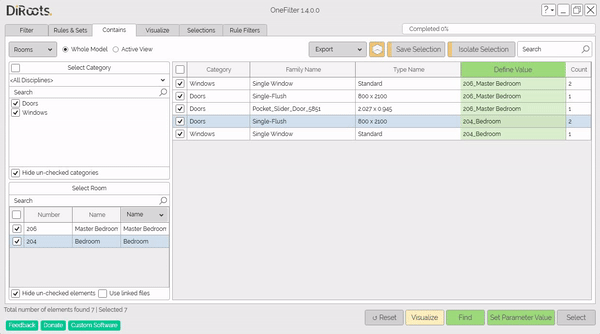 DiRoots.
OneFilter 1.4.0.0
?
Filter
Rules & Sets
Contains
Visualize
Selections
Rule Filters
Completed 0%
Rooms
Whole Model
Active View
Export
Save Selection
Isolate Selection
Search
Select Category
<All Disciplines>
Search
Doors
Windows
Hide un-checked categories
Select Room
Search
Number Name Name
206 Master Bedroom Master Bedroom
204 Bedroom Bedroom
Hide un-checked elements
Use linked files
Category Family Name Type Name Define Value Count
Windows Single Window Standard 206_Master Bedroom 2
Doors Single-Flush 800 x 2100 206_Master Bedroom 1
Doors Pocket_Slider_Door_5851 2.027 x 0.945 206_Master Bedroom 1
Doors Single-Flush 800 x 2100 204_Bedroom 2
Windows Single Window Standard 204_Bedroom 1
Total number of elements found 7 | Selected 7
Feedback
Donate
Custom Software
Reset
Visualize
Find
Set Parameter Value
Select